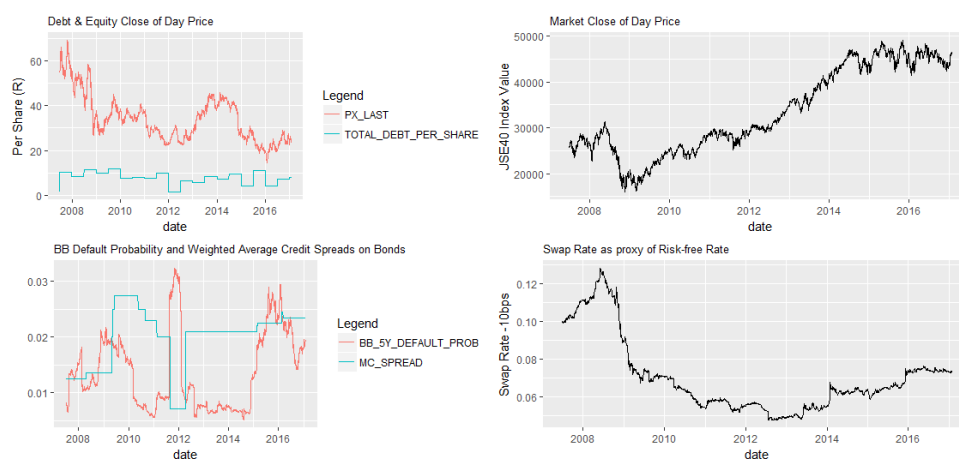 Debt & Equity Close of Day Price
Per Share (R)
60
40
20
0
2008 2010 2012 2014 2016
date
Legend
PX_LAST
TOTAL_DEBT_PER_SHARE
Market Close of Day Price
JSE40 Index Value
50000
40000
30000
20000
2008 2010 2012 2014 2016
date
BB Default Probability and Weighted Average Credit Spreads on Bonds
0.03
0.02
0.01
2008 2010 2012 2014 2016
date
Legend
BB_5Y_DEFAULT_PROB
MC_SPREAD
Swap Rate as proxy of Risk-free Rate
Swap Rate -10bps
0.12
0.10
0.08
0.06
2008 2010 2012 2014 2016
date